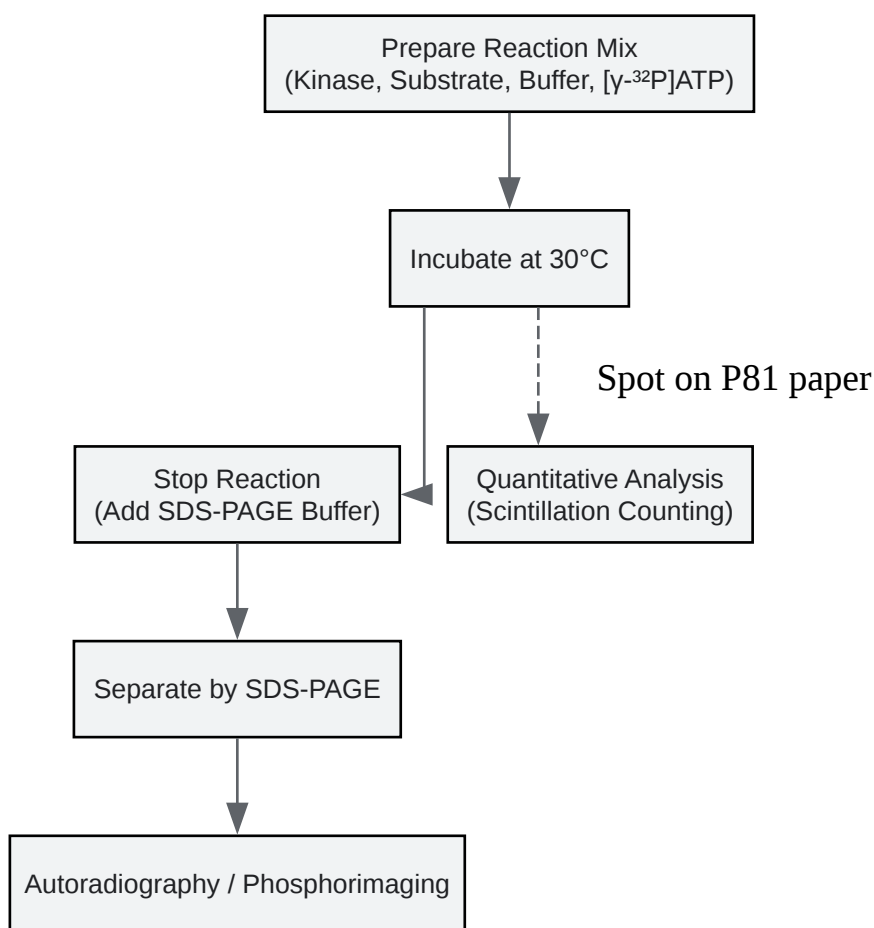 Prepare Reaction Mix
(Kinase, Substrate, Buffer, [γ-³²P]ATP)
Incubate at 30°C
Spot on P81 paper
Stop Reaction
(Add SDS-PAGE Buffer)
Quantitative Analysis
(Scintillation Counting)
Separate by SDS-PAGE
Autoradiography / Phosphorimaging